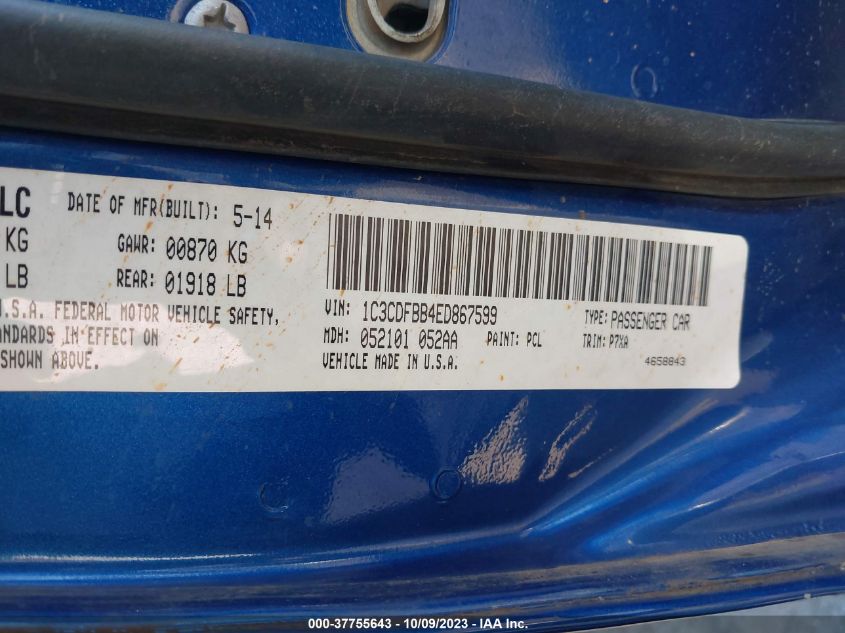 LC
DATE OF MFR(BUILT): 5-14
KG GAWR: 00870 KG
LB REAR: 01918 LB
U.S.A. FEDERAL MOTOR VEHICLE SAFETY,
STANDARDS IN EFFECT ON
SHOWN ABOVE.
VIN: 1C3CDFBB4ED867599
TYPE: PASSENGER CAR
MDH: 052101 052AA PAINT: PCL TRIM: P7XA
VEHICLE MADE IN U.S.A.
4658843
000-37755643 - 10/09/2023 - IAA Inc.